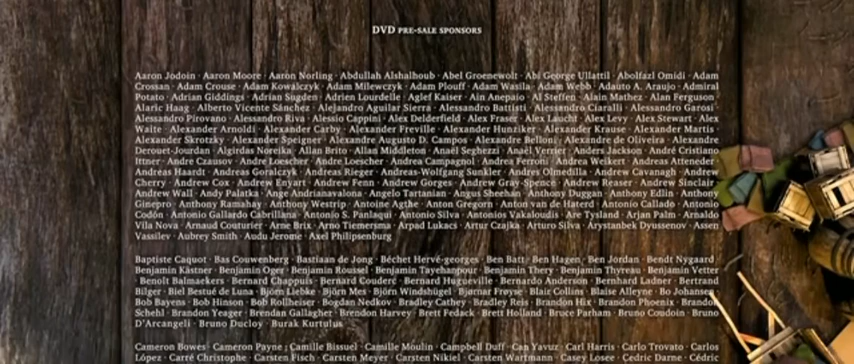 DVD PRE-SALE SPONSORS
Aaron Jodoin · Aaron Moore · Aaron Norling · Abdullah Alshalhoub · Abel Groenewolt · Abi George Ullattil · Abolfazl Omidi · Adam
Crossan · Adam Crouse · Adam Kowalczyk · Adam Milewczyk · Adam Plouff · Adam Wasila · Adam Webb · Adauto A. Araujo · Admiral
Potato · Adrian Giddings · Adrian Sugden · Adrien Lourdelle · Aglef Kaiser · Ain Anepaio · Al Steffen · Alain Mathez · Alan Ferguson ·
Alaric Haag · Alberto Vicente Sánchez · Alejandro Aguilar Sierra · Alessandro Battisti · Alessandro Ciaralli · Alessandro Garosi ·
Alessandro Pirovano · Alessandro Riva · Alessio Cappini · Alex Delderfield · Alex Fraser · Alex Laucht · Alex Levy · Alex Stewart · Alex
Waite · Alexander Arnoldi · Alexander Carby · Alexander Freville · Alexander Hunziker · Alexander Krause · Alexander Martis ·
Alexander Skrotzky · Alexander Speigner · Alexandre Augusto D. Campos · Alexandre Belloni · Alexandre de Oliveira · Alexandre
Derouet-Jourdan · Algirdas Noreika · Allan Brito · Allan Middleton · Anaël Seghezzi · Anaël Verrier · Anders Jackson · André Cristiano
Ittner · Andre Czausov · Andre Loescher · Andre Loescher · Andrea Campagnol · Andrea Ferroni · Andrea Weikert · Andreas Atteneder ·
Andreas Haardt · Andreas Goralczyk · Andreas Rieger · Andreas-Wolfgang Sunkler · Andres Olmedilla · Andrew Cavanagh · Andrew
Cherry · Andrew Cox · Andrew Enyart · Andrew Fenn · Andrew Gorges · Andrew Gray-Spence · Andrew Reaser · Andrew Sinclair ·
Andrew Wall · Andy Palatka · Ange Andrianavalona · Angelo Tartanian · Angus Sheehan · Anthony Duggan · Anthony Edlin · Anthony
Ginepro · Anthony Ramahay · Anthony Westrip · Antoine Agthe · Anton Gregorn · Anton van de Haterd · Antonio Callado · Antonio
Codón · Antonio Gallardo Cabrillana · Antonio S. Panlaqui · Antonio Silva · Antonios Vakaloudis · Are Tysland · Arjan Palm · Arnaldo
Vila Nova · Arnaud Couturier · Arne Brix · Arno Tiemersma · Arpad Lukacs · Artur Czajka · Arturo Silva · Arystanbek Dyussenov · Assen
Vassilev · Aubrey Smith · Audu Jerome · Axel Philipsenburg
Baptiste Caquot · Bas Couwenberg · Bastiaan de Jong · Béchet Hervé-georges · Ben Batt · Ben Hagen · Ben Jordan · Bendt Nygaard ·
Benjamin Kästner · Benjamin Oger · Benjamin Roussel · Benjamin Tayehanpour · Benjamin Thery · Benjamin Thyreau · Benjamin Vetter
· Benoît Balmaekers · Bernard Chappuis · Bernard Couderc · Bernard Hugueville · Bernardo Anderson · Bernhard Ladner · Bertrand
Bilger · Biel Bestué de Luna · Björn Liebke · Björn Mes · Björn Windshügel · Bjørnar Frøyse · Blair Collins · Blaise Alleyne · Bo Johansen ·
Bob Bayens · Bob Hinson · Bob Rollheiser · Bogdan Nedkov · Bradley Cathey · Bradley Reis · Brandon Hix · Brandon Phoenix · Brandon
Schehl · Brandon Yeager · Brendan Gallagher · Brendon Harvey · Brett Fedack · Brett Holland · Bruce Parham · Bruno Coudoin · Bruno
D'Arcangeli · Bruno Ducloy · Burak Kurtulus
Cameron Bowes · Cameron Payne · Camille Bissuel · Camille Moulin · Campbell Duff · Can Yavuz · Carl Harris · Carlo Trovato · Carlos
López · Carré Christophe · Carsten Fisch · Carsten Meyer · Carsten Nikiel · Carsten Wartmann · Casey Losee · Cedric Darne · Cédric